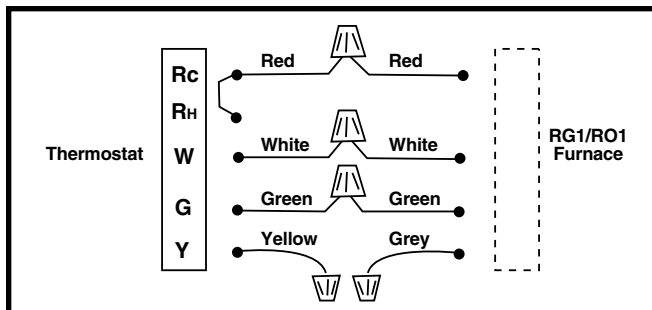 Rc Red Red
RH
Thermostat W White White RG1/RO1
Furnace
G Green Green
Y Yellow Grey